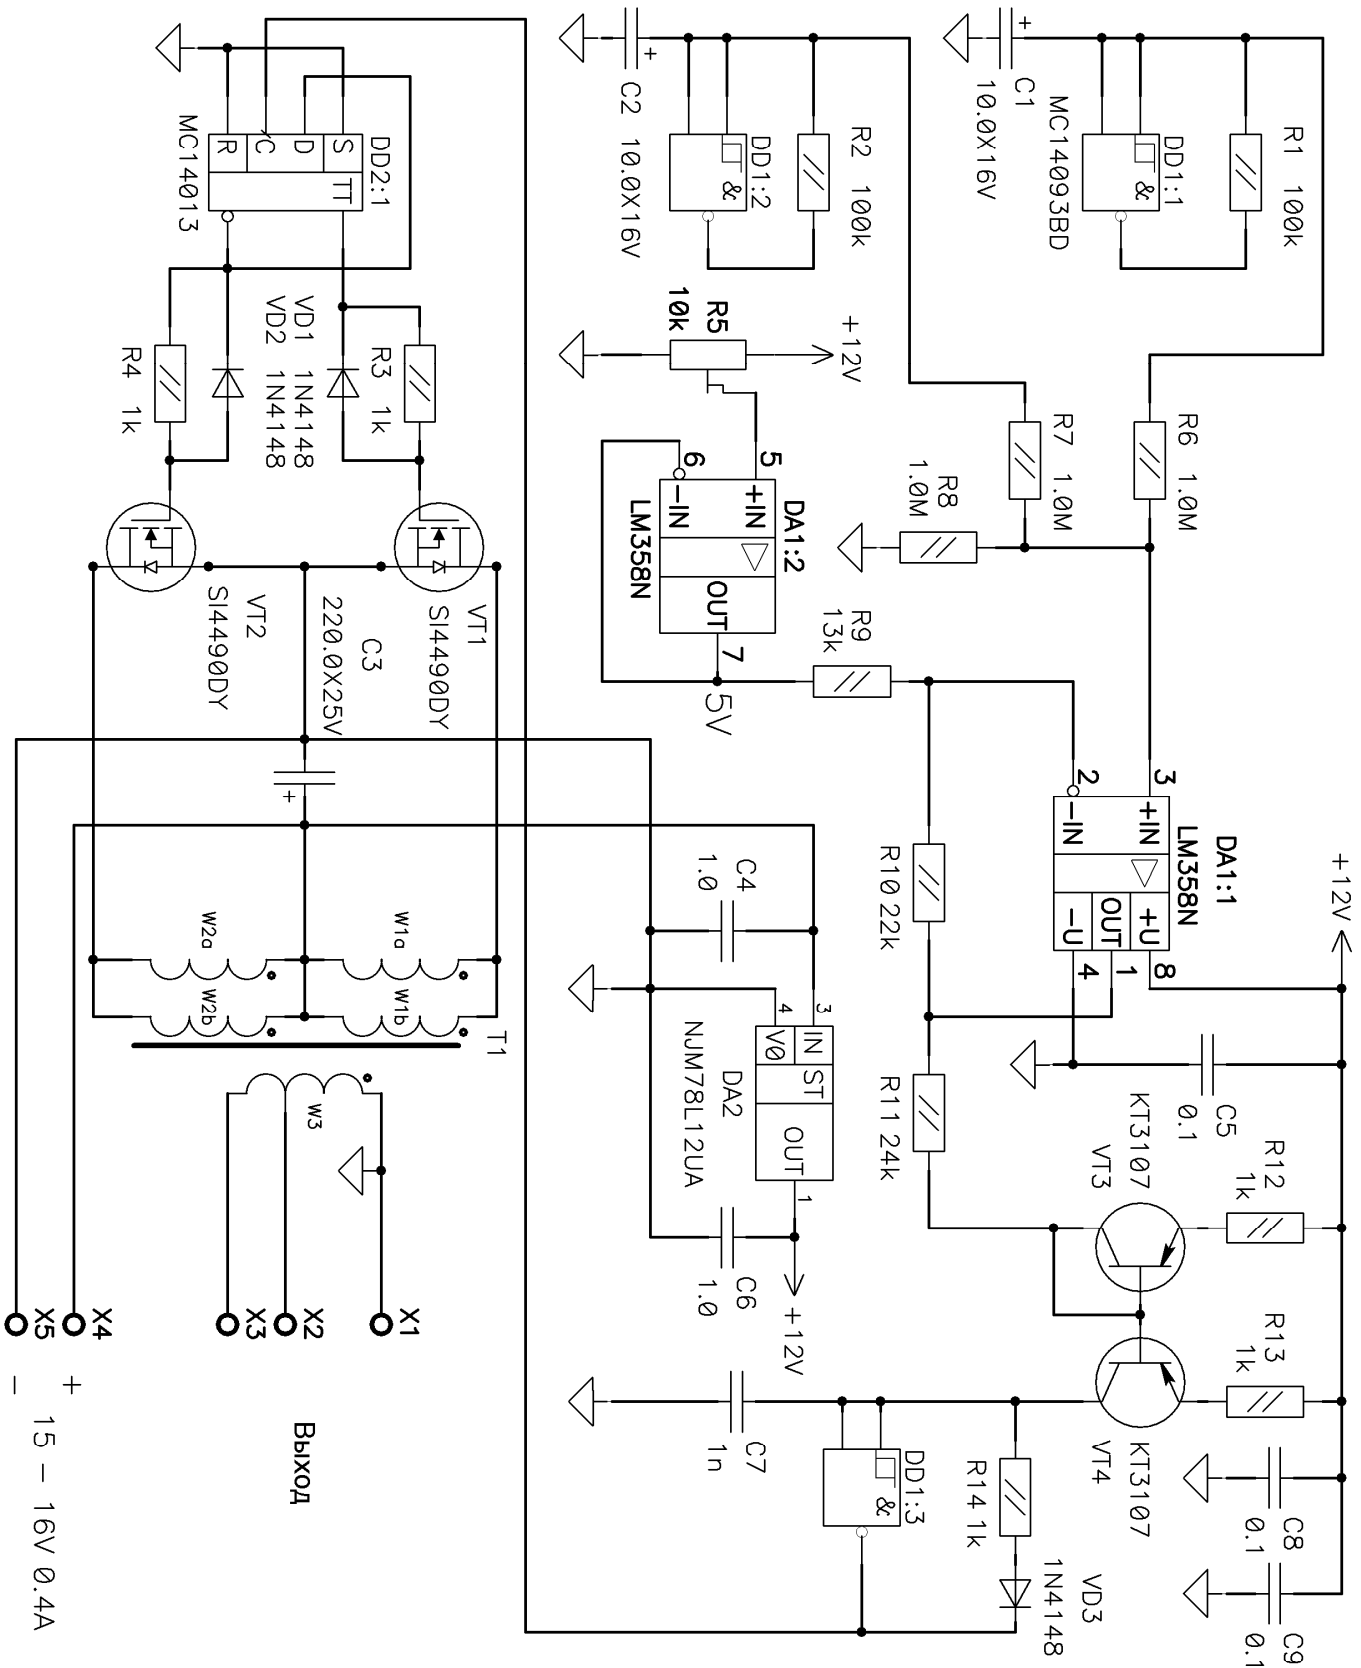 R1 100k
DD1:1
&
MC14093BD
C1
10.0X16V
+
R2 100k
DD1:2
&
C2 10.0X16V
+
DD2:1
S
D
C
R
TT
MC14013
R3 1k
VD1 1N4148
VD2 1N4148
R4 1k
+12V
R5
10k
R6 1.0M
R7 1.0M
R8
1.0M
DA1:2
5
6
+IN
-IN
OUT
7
LM358N
5V
R9
13k
VT1
SI4490DY
VT2
SI4490DY
C3
220.0X25V
+
DA1:1
LM358N
3
2
+IN
-IN
+U
OUT
-U
8
1
4
+12V
R10 22k
R11 24k
C4
1.0
3
4
IN
V0
ST
OUT
1
DA2
NJM78L12UA
C6
1.0
+12V
C5
0.1
R12
1k
R13
1k
KT3107
VT3
KT3107
VT4
W1a
W2a
W1b
W2b
T1
W3
X1
X2
X3
X4
X5
Выход
+
-
15 - 16V 0.4A
C7
1n
DD1:3
&
R14 1k
VD3
1N4148
C8
0.1
C9
0.1